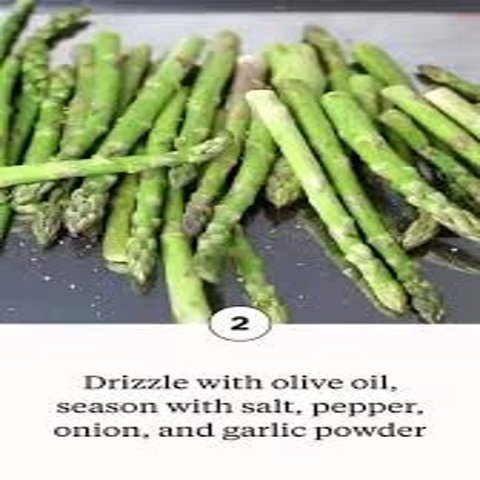 2
Drizzle with olive oil,
season with salt, pepper,
onion, and garlic powder